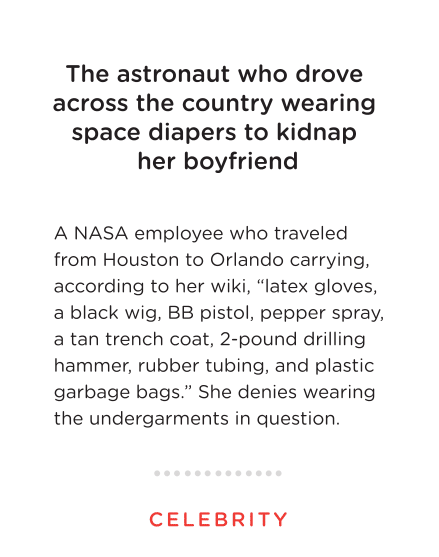 The astronaut who drove
across the country wearing
space diapers to kidnap
her boyfriend
A NASA employee who traveled
from Houston to Orlando carrying,
according to her wiki, “latex gloves,
a black wig, BB pistol, pepper spray,
a tan trench coat, 2-pound drilling
hammer, rubber tubing, and plastic
garbage bags.” She denies wearing
the undergarments in question.
CELEBRITY